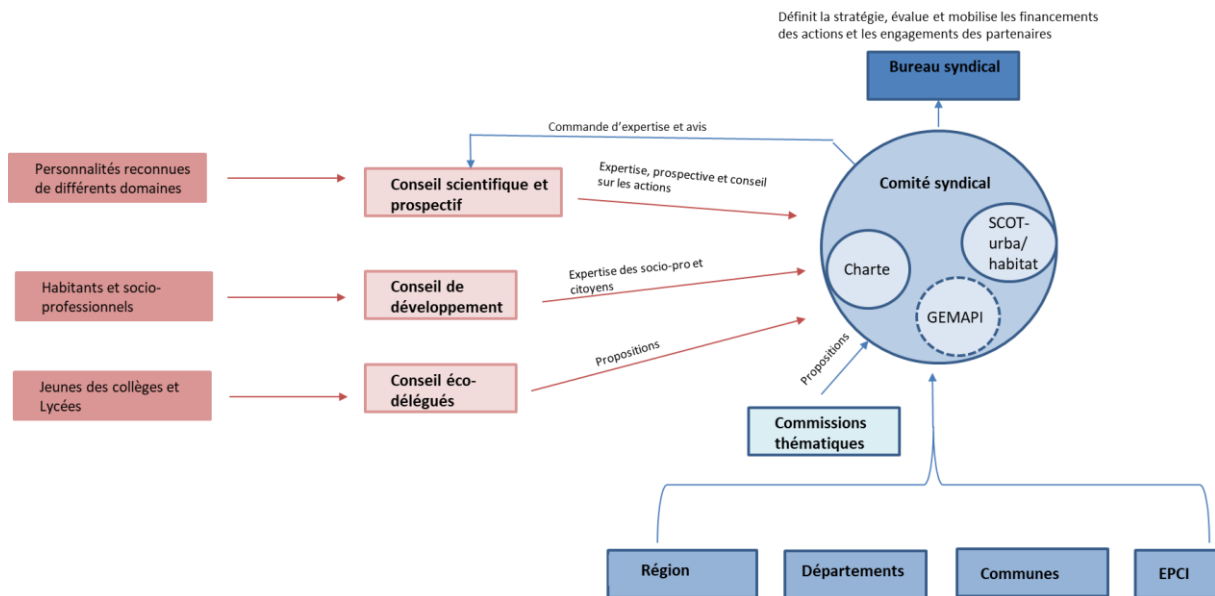 Définit la stratégie, évalue et mobilise les financements
des actions et les engagements des partenaires
Bureau syndical
Commande d'expertise et avis
Personnalités reconnues
de différents domaines
Conseil scientifique et
prospectif
Expertise, prospective et conseil
sur les actions
Comité syndical
SCOT-
urba/
habitat
Charte
GEMAPI
Habitants et socio-
professionnels
Conseil de
développement
Expertise des socio-pro et
citoyens
Jeunes des collèges et
Lycées
Conseil éco-
délégués
Propositions
Propositions
Commissions
thématiques
Région
Départements
Communes
EPCI